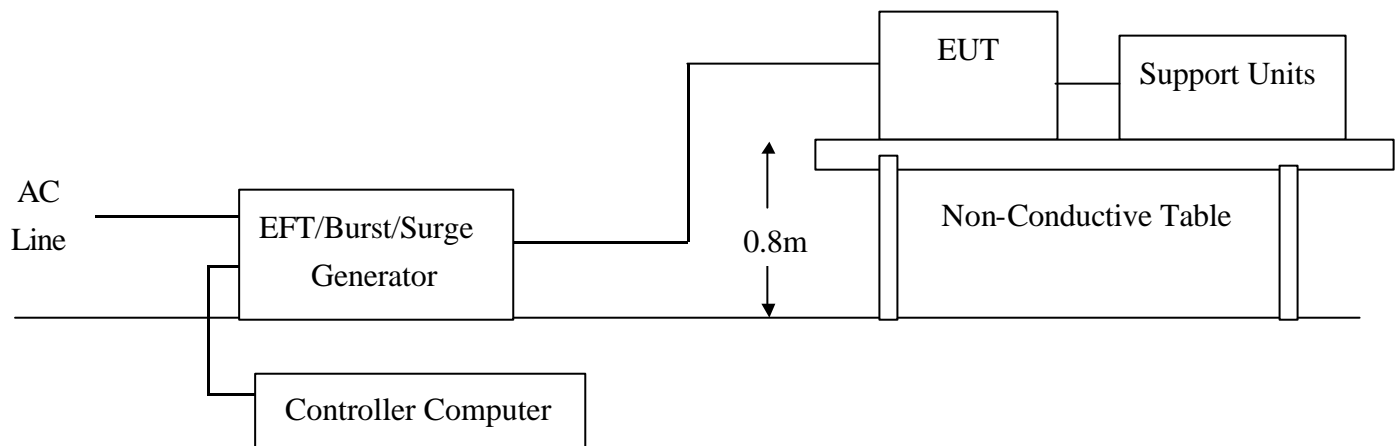 EUT
Support Units
AC
Line
EFT/Burst/Surge
Generator
0.8m
Non-Conductive Table
Controller Computer